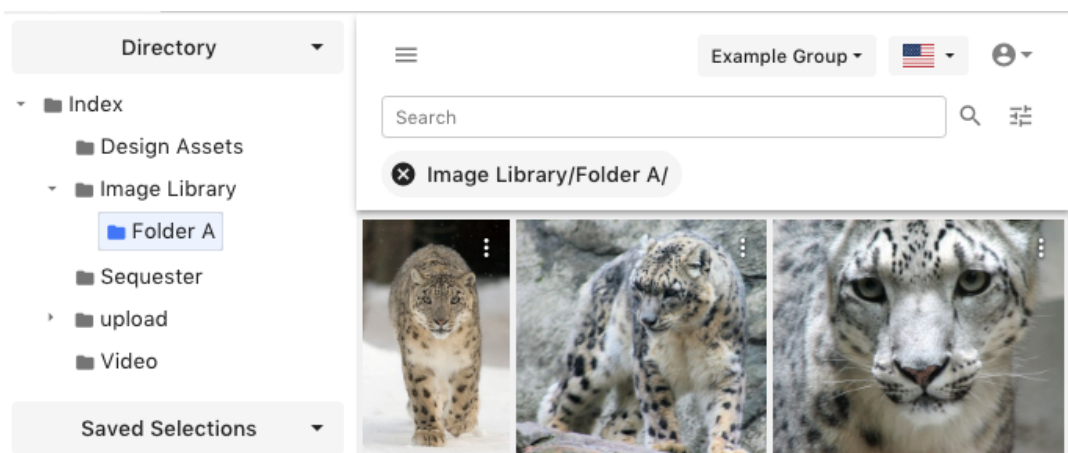 Directory
Index
Design Assets
Image Library
Folder A
Sequester
upload
Video
Saved Selections
Example Group
Search
Image Library/Folder A/